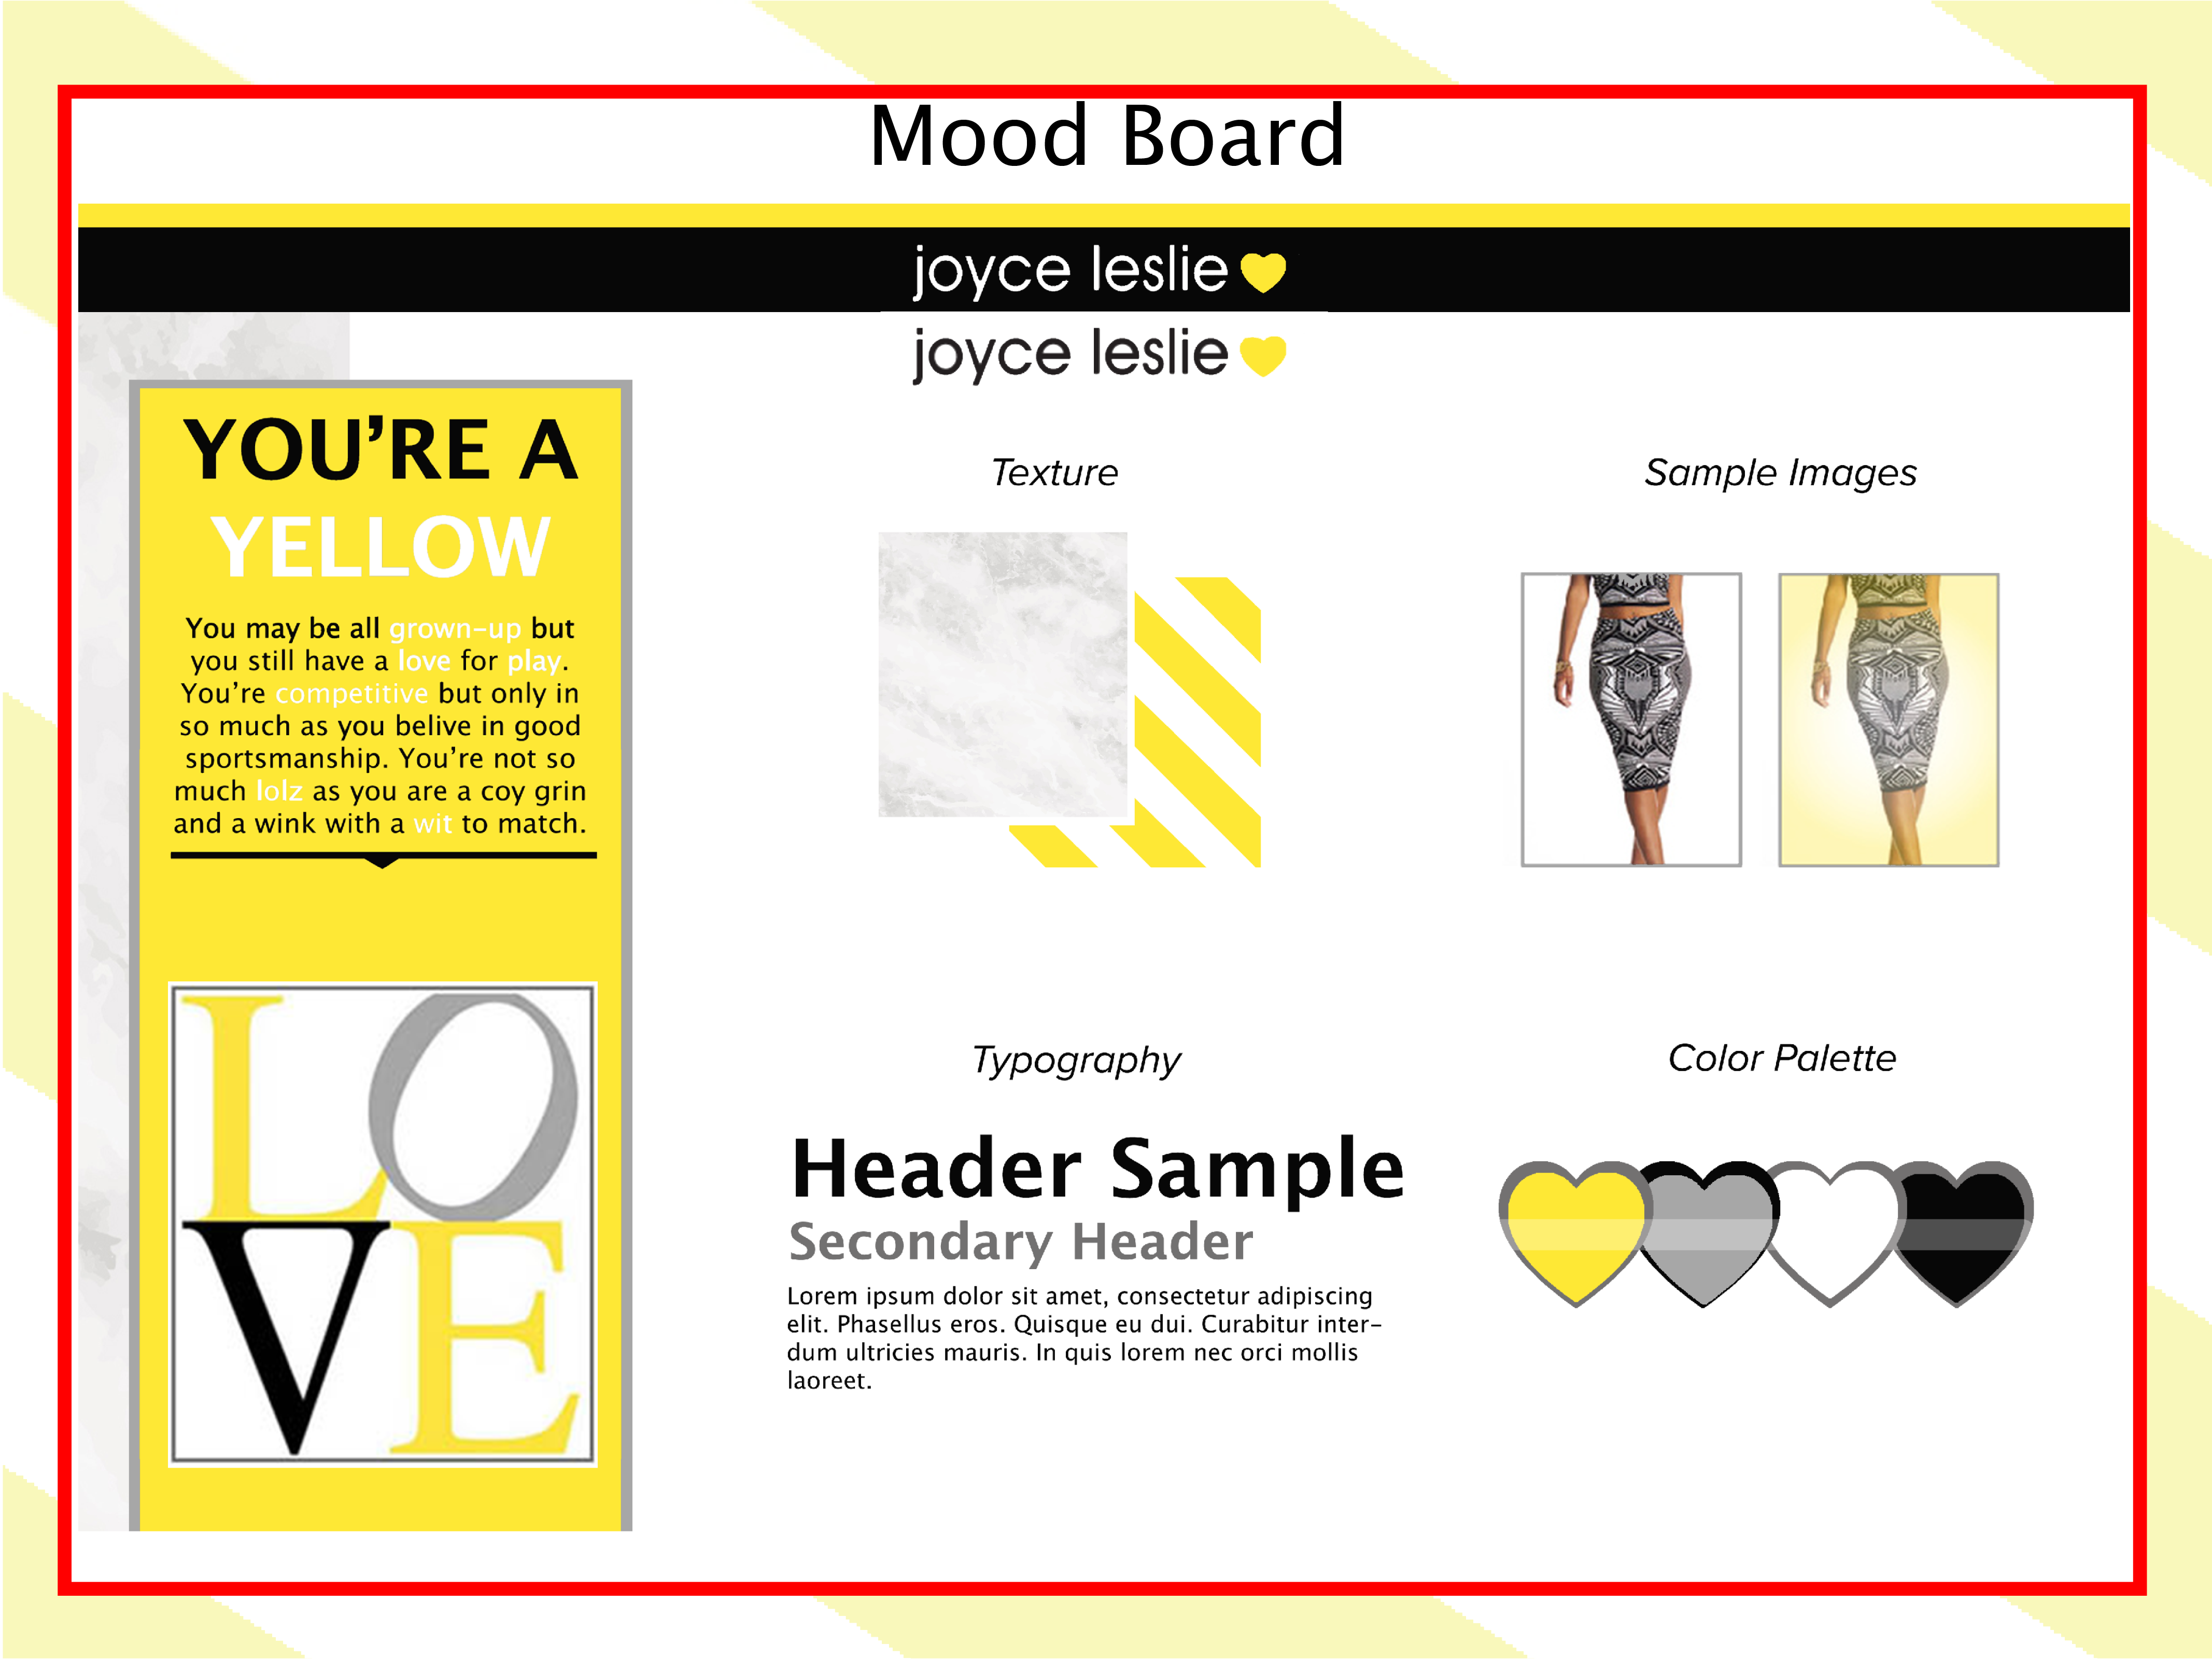 Mood Board
joyce leslie
joyce leslie
YOU’RE A
YELLOW
You may be all grown-up but
you still have a love for play.
You’re competitive but only in
so much as you belive in good
sportsmanship. You’re not so
much lolz as you are a coy grin
and a wink with a wit to match.
LO
VE
Texture
Sample Images
Typography
Header Sample
Secondary Header
Lorem ipsum dolor sit amet, consectetur adipiscing
elit. Phasellus eros. Quisque eu dui. Curabitur inter-
dum ultricies mauris. In quis lorem nec orci mollis
laoreet.
Color Palette